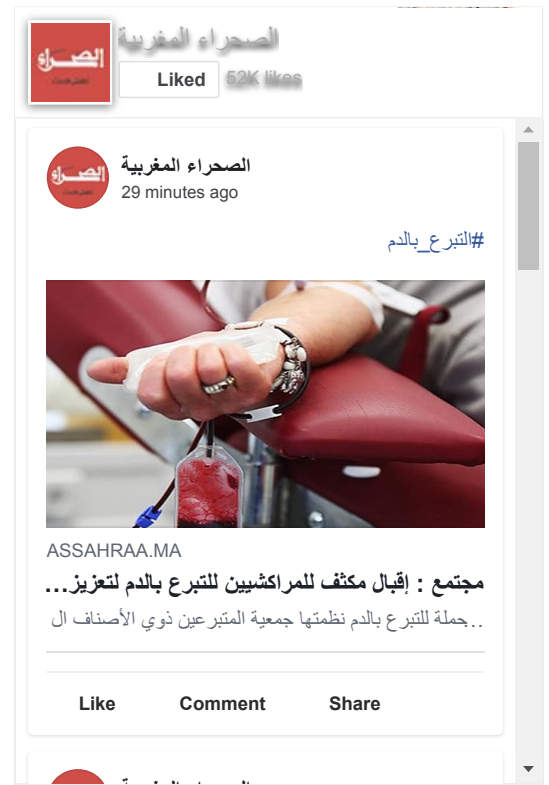 الصحراء المغربية
Liked
52K likes
الصحراء المغربية
29 minutes ago
#التبرع_بالدم
ASSAHRAA.MA
مجتمع : إقبال مكثف للمراكشيين للتبرع بالدم لتعزيز...
..حملة للتبرع بالدم نظمتها جمعية المتبرعين ذوي الأصناف ال
Like
Comment
Share